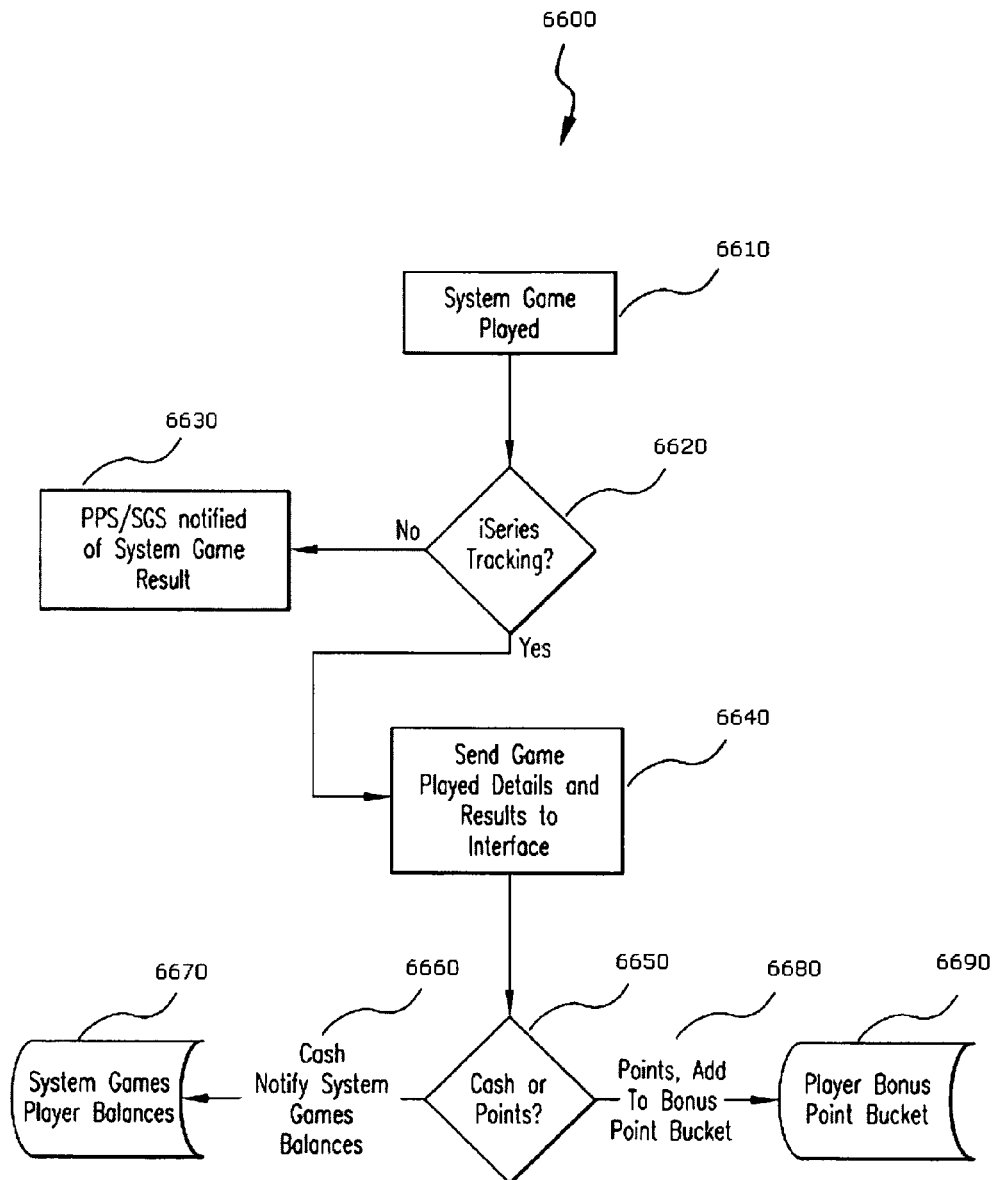 6600
6610
System Game
Played
6630
6620
PPS/SGS notified
of System Game
Result
No
iSeries
Tracking?
Yes
6640
Send Game
Played Details and
Results to
Interface
6670
6660
6650
6680
6690
System Games
Player Balances
Cash
Notify System
Games
Balances
Cash or
Points?
Points, Add
To Bonus
Point Bucket
Player Bonus
Point Bucket